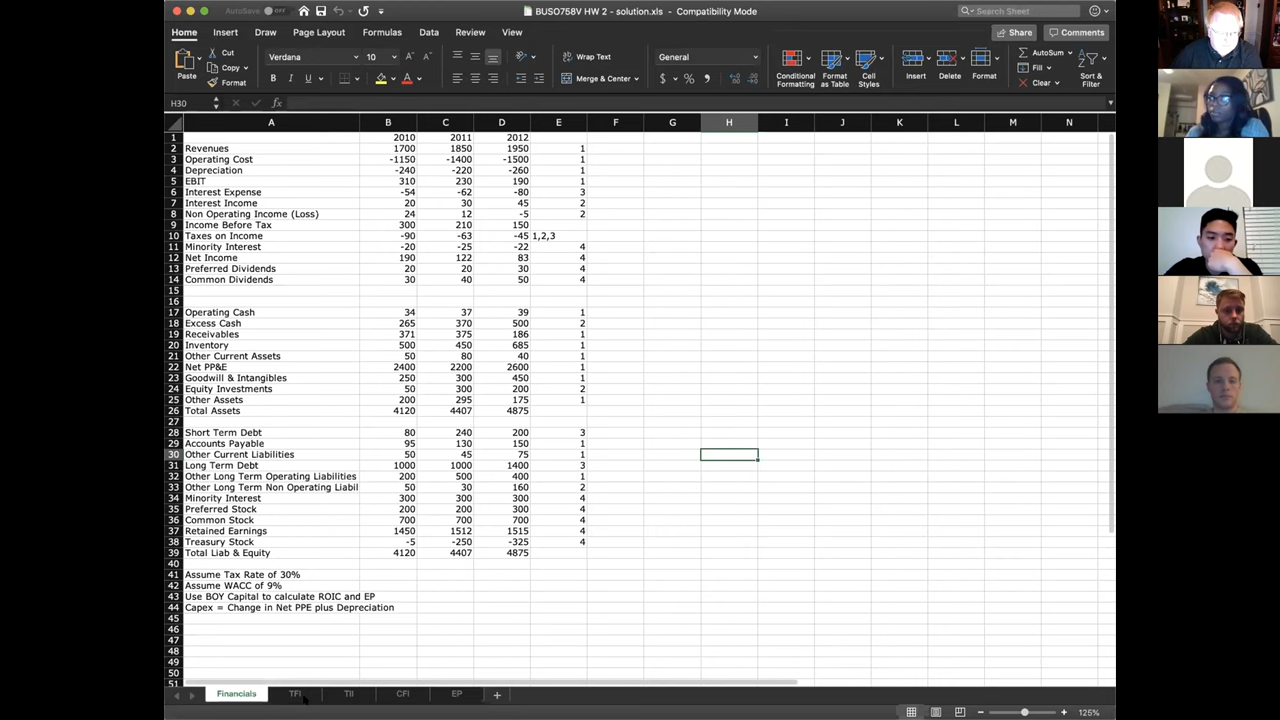 AutoSave OFF
BUSO758V HW 2 - solution.xls - Compatibility Mode
Search Sheet
Home Insert Draw Page Layout Formulas Data Review View
Share Comments
Paste
Cut
Copy
Format
Verdana 10
B I U
A
Wrap Text
Merge & Center
General
$ % 9
Conditional Formatting
Format as Table
Cell Styles
Insert
Delete
Format
AutoSum
Fill
Clear
Sort & Filter
H30 fx
A B C D E F G H I J K L M N
1 2010 2011 2012
2 Revenues 1700 1850 1950 1
3 Operating Cost -1150 -1400 -1500 1
4 Depreciation -240 -220 -260 1
5 EBIT 310 230 190 1
6 Interest Expense -54 -62 -80 3
7 Interest Income 20 30 45 2
8 Non Operating Income (Loss) 24 12 -5 2
9 Income Before Tax 300 210 150
10 Taxes on Income -90 -63 -45 1,2,3
11 Minority Interest -20 -25 -22 4
12 Net Income 190 122 83 4
13 Preferred Dividends 20 20 30 4
14 Common Dividends 30 40 50 4
15
16
17 Operating Cash 34 37 39 1
18 Excess Cash 265 370 500 2
19 Receivables 371 375 186 1
20 Inventory 500 450 685 1
21 Other Current Assets 50 80 40 1
22 Net PP&E 2400 2200 2600 1
23 Goodwill & Intangibles 250 300 450 1
24 Equity Investments 50 300 200 2
25 Other Assets 200 295 175 1
26 Total Assets 4120 4407 4875
27
28 Short Term Debt 80 240 200 3
29 Accounts Payable 95 130 150 1
30 Other Current Liabilities 50 45 75 1
31 Long Term Debt 1000 1000 1400 3
32 Other Long Term Operating Liabilities 200 500 400 1
33 Other Long Term Non Operating Liabil 50 30 160 2
34 Minority Interest 300 300 300 4
35 Preferred Stock 200 200 300 4
36 Common Stock 700 700 700 4
37 Retained Earnings 1450 1512 1515 4
38 Treasury Stock -5 -250 -325 4
39 Total Liab & Equity 4120 4407 4875
40
41 Assume Tax Rate of 30%
42 Assume WACC of 9%
43 Use BOY Capital to calculate ROIC and EP
44 Capex = Change in Net PPE plus Depreciation
45
46
47
48
49
50
51
Financials TFI TII CFI EP +
126%